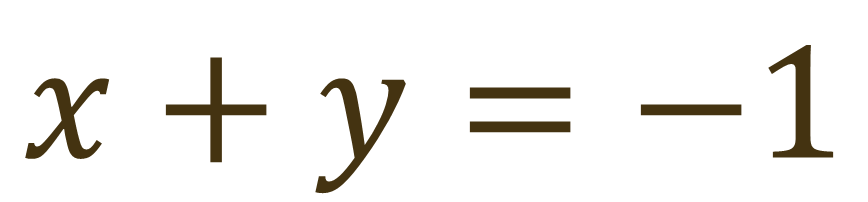 x + y = −1